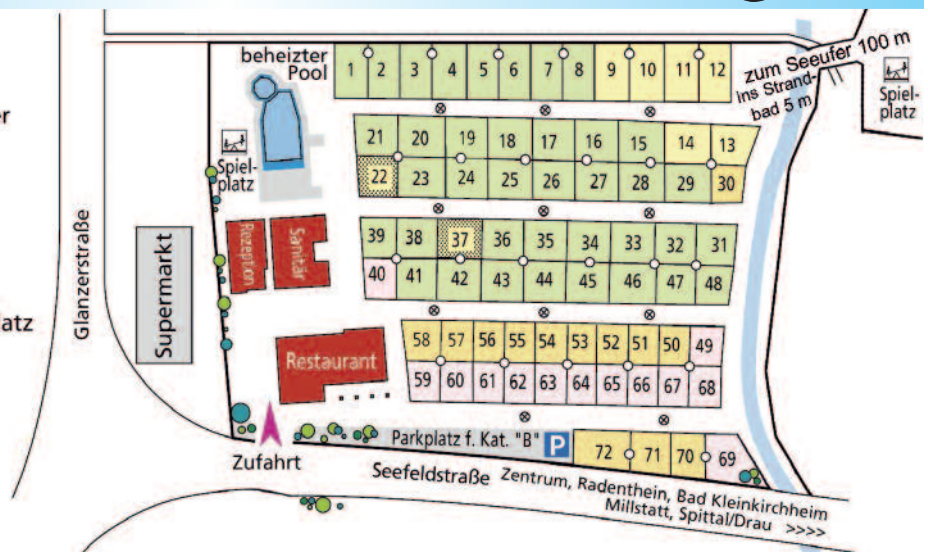 beheizter
Pool
1 2 3 4 5 6 7 8 9 10 11 12
zum Seeufer 100 m
ins Strand-
bad 5 m
Spiel-
platz
er
21 20 19 18 17 16 15 14 13
Spiel-
platz
22 23 24 25 26 27 28 29 30
Glanzerstraße
Supermarkt
Rezeption
Sanitär
39 38 37 36 35 34 33 32 31
40 41 42 43 44 45 46 47 48
latz
58 57 56 55 54 53 52 51 50 49
Restaurant
59 60 61 62 63 64 65 66 67 68
Parkplatz f. Kat. "B" P
72 71 70 69
Zufahrt
Seefeldstraße
Zentrum, Radenthein, Bad Kleinkirchheim
Millstatt, Spittal/Drau >>>>